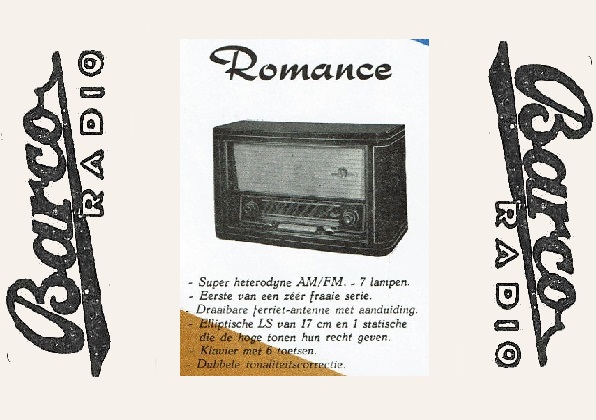 Barco
RADIO
Romance
- Super heterodyne AM/FM. - 7 lampen.
- Eerste van een zéér fraaie serie.
- Draaibare ferriet-antenne met aanduiding.
- Elliptische LS van 17 cm en 1 statische
die de hoge tonen hun recht geven.
- Klavier met 6 toetsen.
- Dubbele tonaliteitscorrectie.
Barco
RADIO